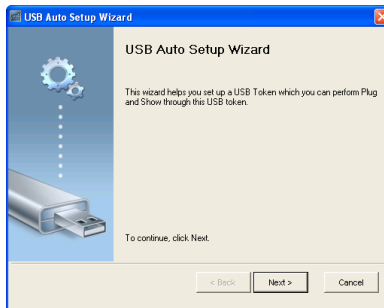 USB Auto Setup Wizard
USB Auto Setup Wizard
This wizard helps you set up a USB Token which you can perform Plug
and Show through this USB token.
To continue, click Next.
< Back
Next >
Cancel